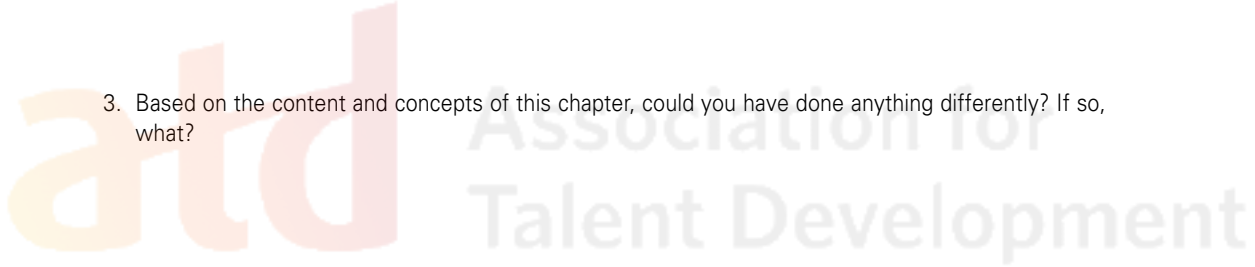 3. Based on the content and concepts of this chapter, could you have done anything differently? If so,
what?
atd
Association for
Talent Development